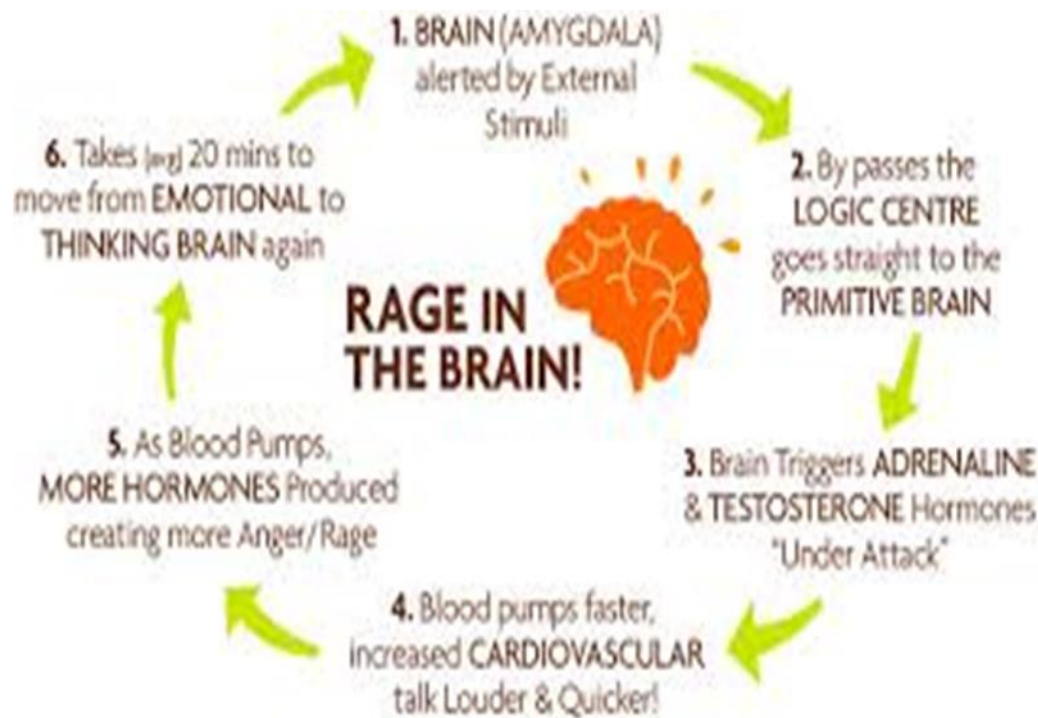 1. BRAIN (AMYGDALA)
alerted by External
Stimuli
2. By passes the
LOGIC CENTRE
goes straight to the
PRIMITIVE BRAIN
3. Brain Triggers ADRENALINE
& TESTOSTERONE Hormones
"Under Attack"
4. Blood pumps faster,
increased CARDIOVASCULAR
talk Louder & Quicker!
5. As Blood Pumps,
MORE HORMONES Produced
creating more Anger/Rage
6. Takes (avg) 20 mins to
move from EMOTIONAL to
THINKING BRAIN again
RAGE IN
THE BRAIN!